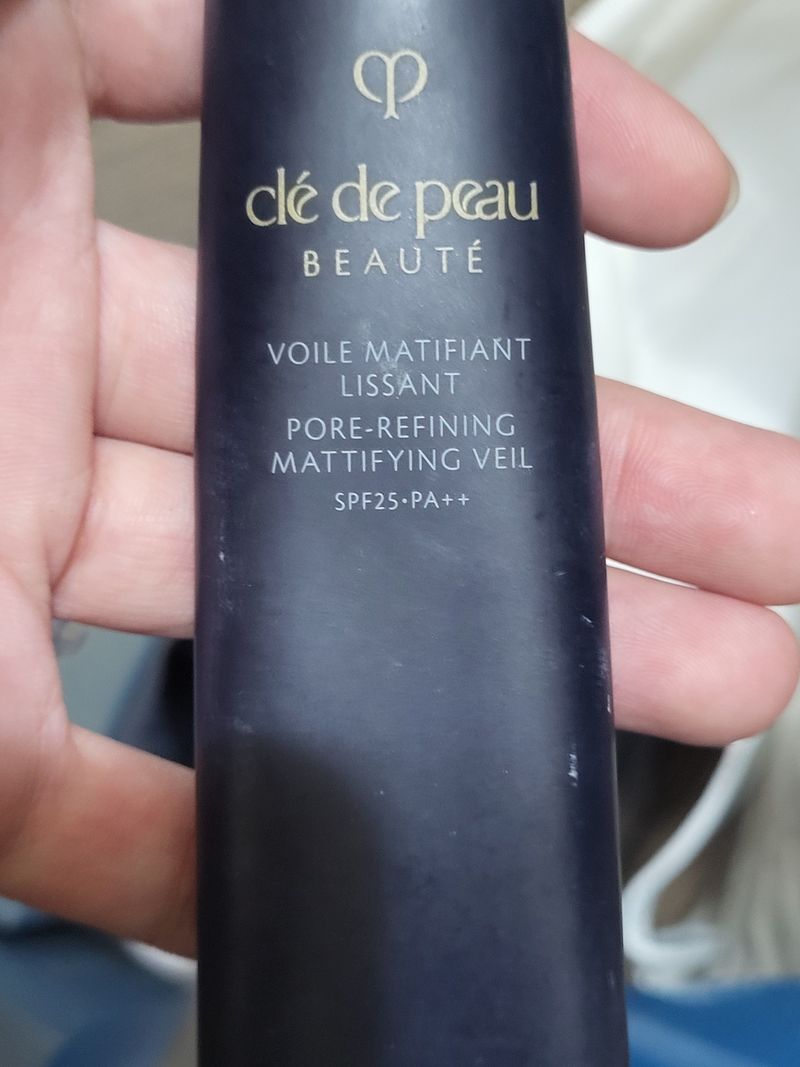 clé de peau
BEAUTÉ
VOILE MATIFIANT
LISSANT
PORE-REFINING
MATTIFYING VEIL
SPF25•PA++